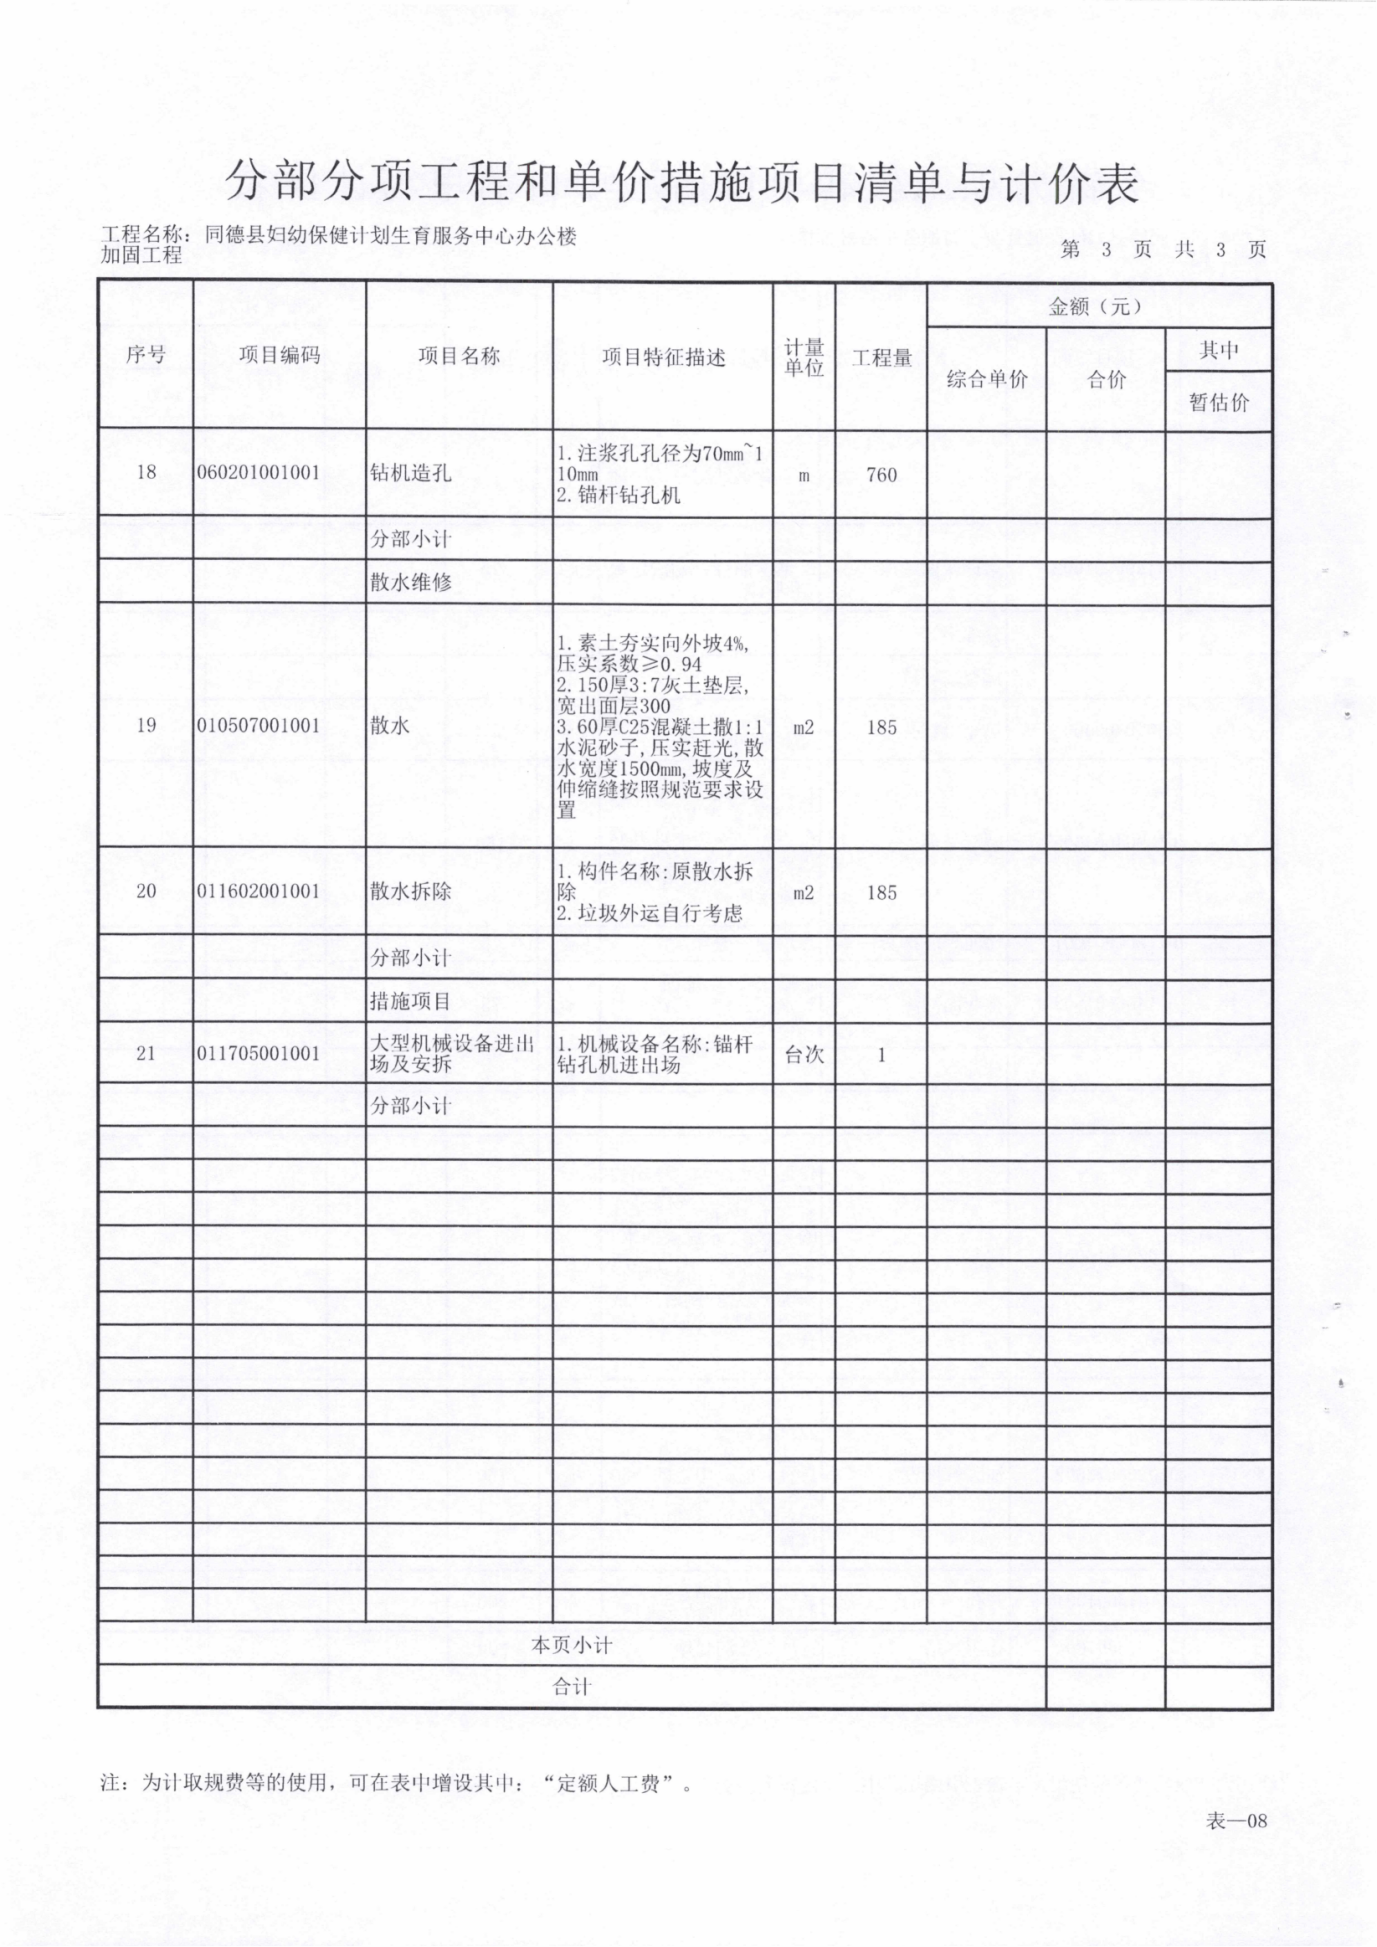 分部分项工程和单价措施项目清单与计价表
工程名称：同德县妇幼保健计划生育服务中心办公楼
加固工程
第 3 页 共 3 页
序号
项目编码
项目名称
项目特征描述
计量
单位
工程量
金额（元）
综合单价
合价
其中
暂估价
18
060201001001
钻机造孔
1.注浆孔孔径为70mm~1
10mm
2.锚杆钻孔机
m
760
分部小计
散水维修
19
010507001001
散水
1.素土夯实向外坡4%,
压实系数≥0.94
2.150厚3:7灰土垫层,
宽出面层300
3.60厚C25混凝土撒1:1
水泥砂子,压实赶光,散
水宽度1500mm,坡度及
伸缩缝按照规范要求设
置
m2
185
20
011602001001
散水拆除
1.构件名称:原散水拆
除
2.垃圾外运自行考虑
m2
185
分部小计
措施项目
21
011705001001
大型机械设备进出
场及安拆
1.机械设备名称:锚杆
钻孔机进出场
台次
1
分部小计
本页小计
合计
注：为计取规费等的使用，可在表中增设其中：“定额人工费”。
表—08